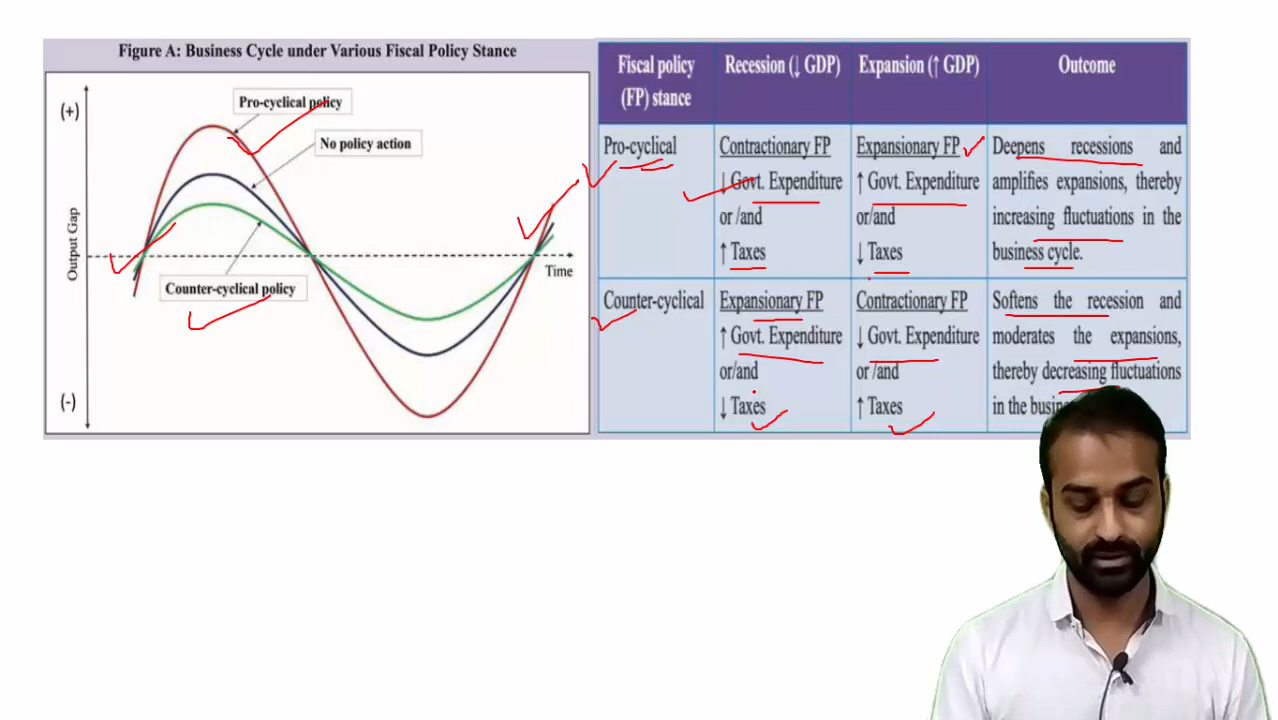 Figure A: Business Cycle under Various Fiscal Policy Stance
(+)
Pro-cyclical policy
No policy action
Output Gap
Time
Counter-cyclical policy
(-)
Fiscal policy
(FP) stance
Recession (↓ GDP)
Expansion (↑ GDP)
Outcome
Pro-cyclical
Contractionary FP
↓ Govt. Expenditure
or /and
↑ Taxes
Expansionary FP
↑ Govt. Expenditure
or/and
↓ Taxes
Deepens recessions and
amplifies expansions, thereby
increasing fluctuations in the
business cycle.
Counter-cyclical
Expansionary FP
↑ Govt. Expenditure
or/and
↓ Taxes
Contractionary FP
↓ Govt. Expenditure
or /and
↑ Taxes
Softens the recession and
moderates the expansions,
thereby decreasing fluctuations
in the